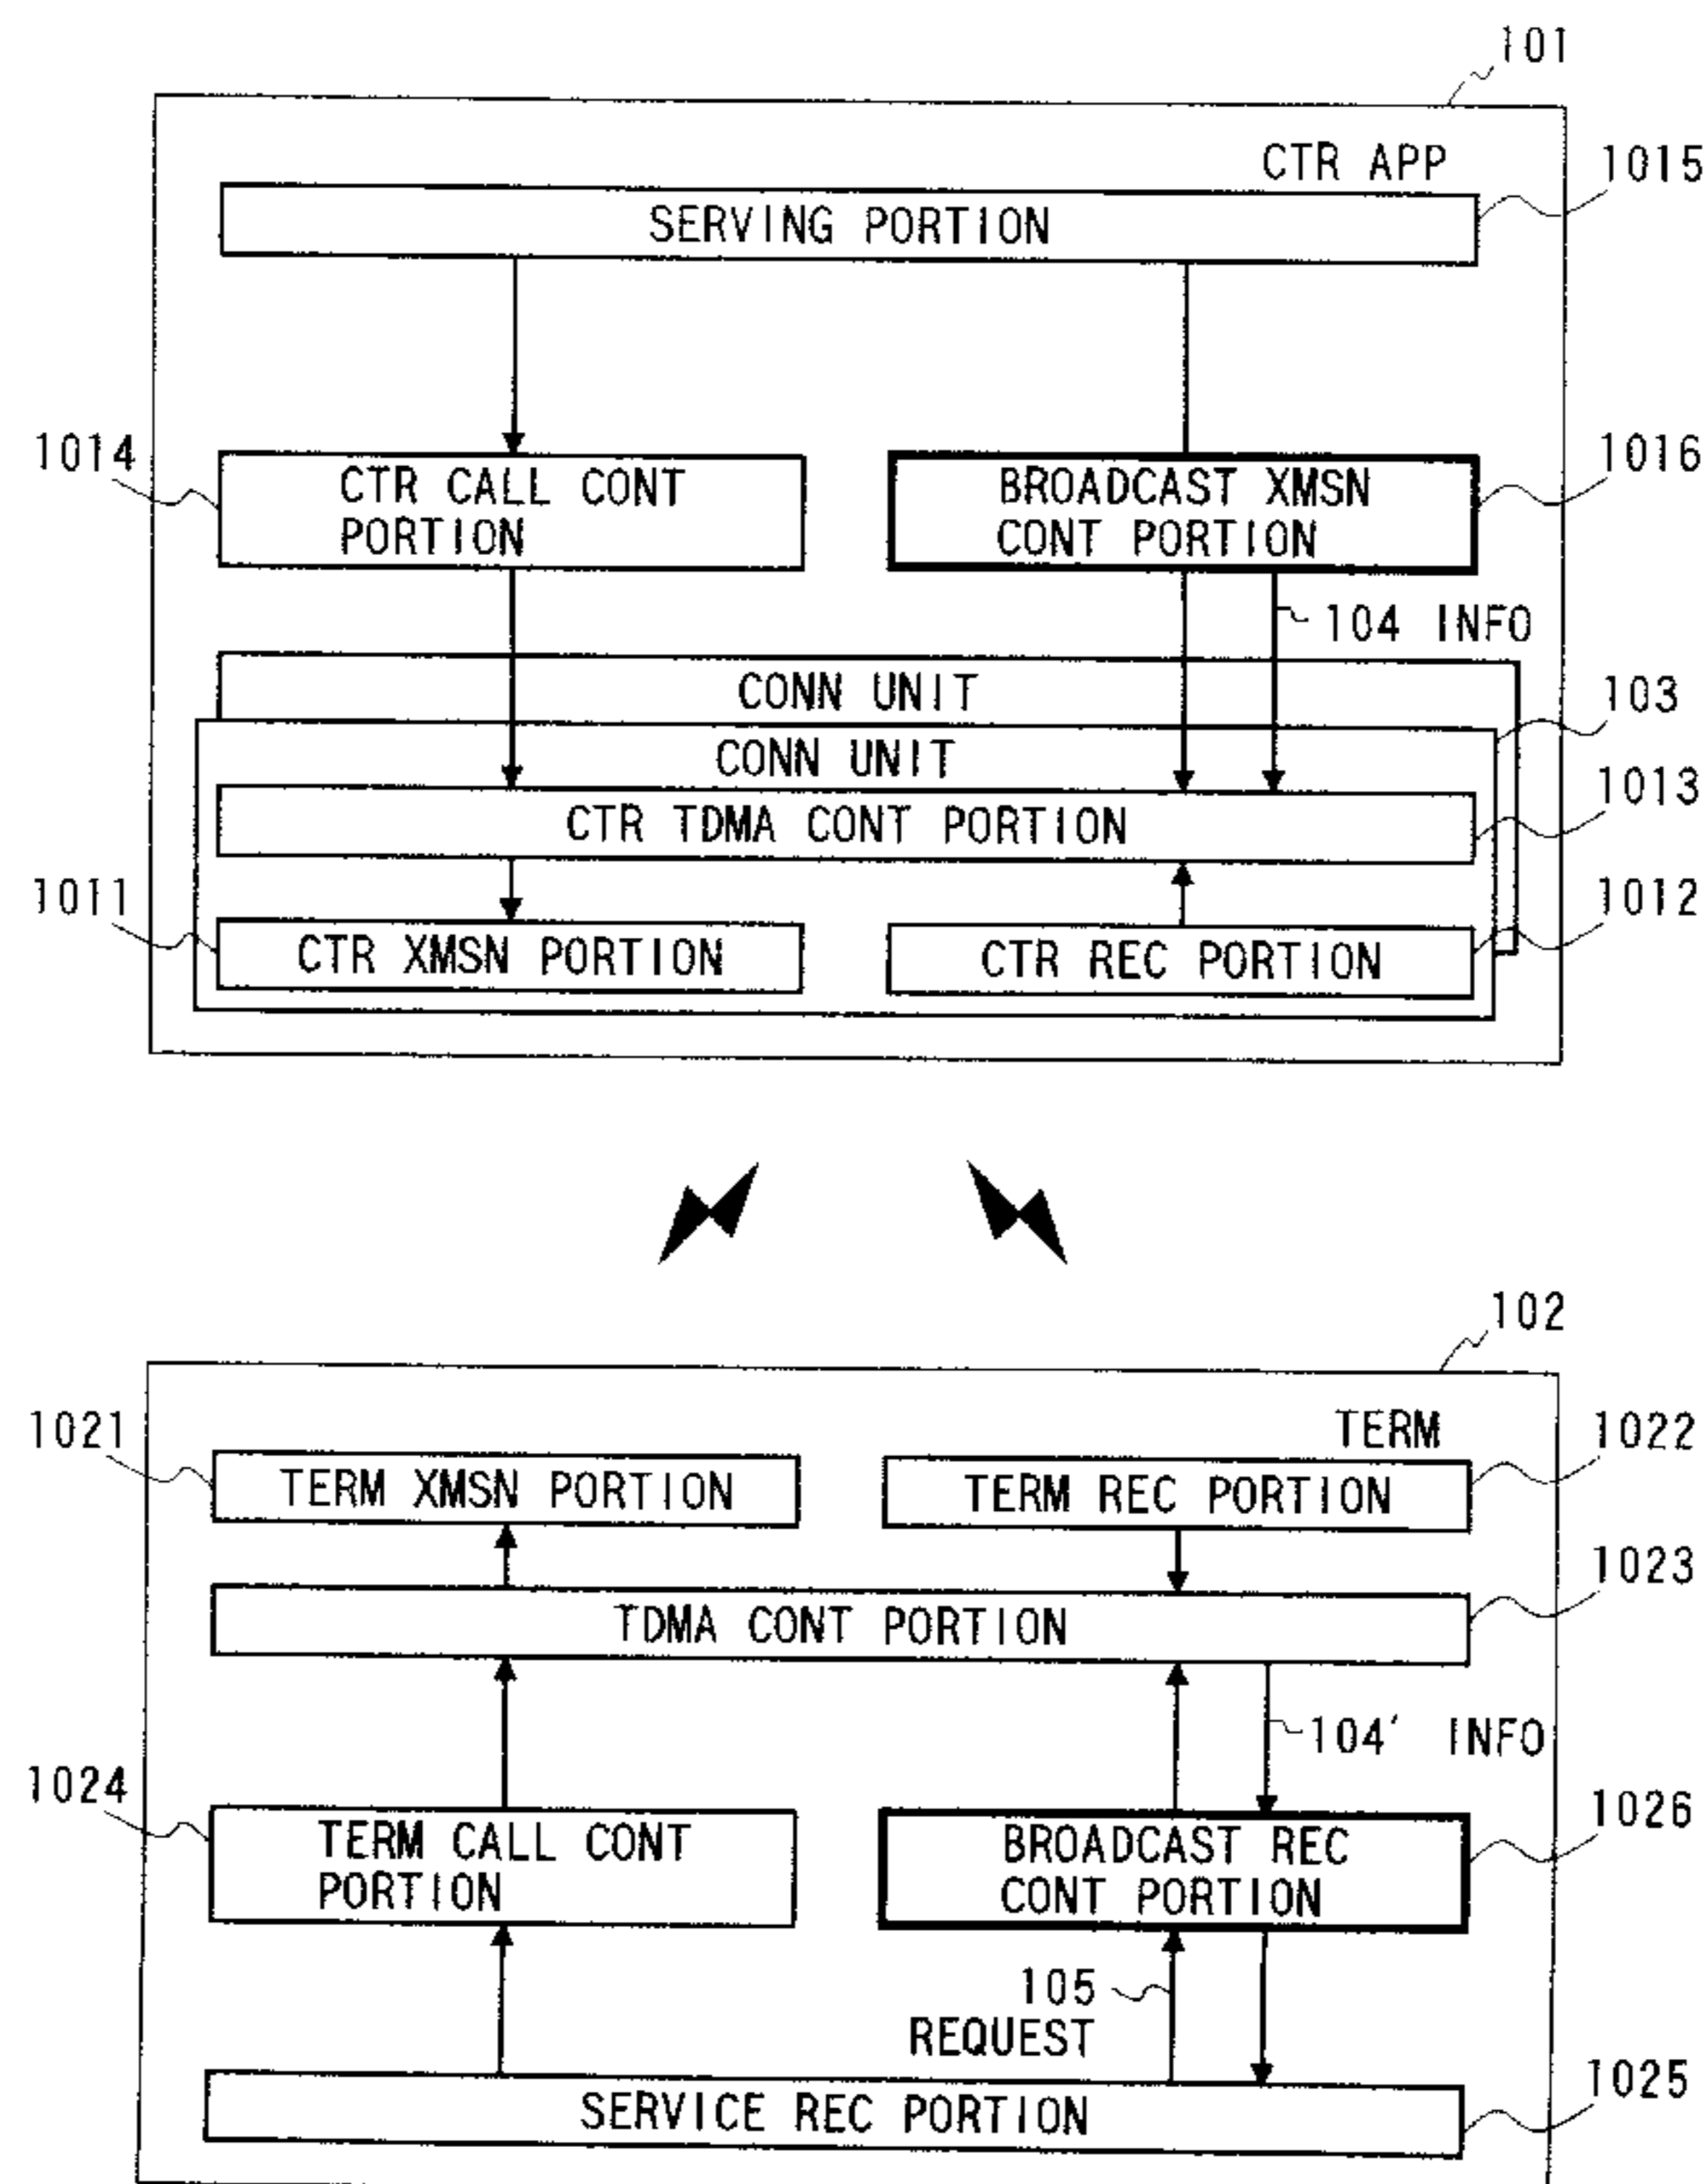 101
CTR APP
1015
SERVING PORTION
1014
1016
CTR CALL CONT
PORTION
BROADCAST XMSN
CONT PORTION
104 INFO
CONN UNIT
103
CONN UNIT
1013
CTR TDMA CONT PORTION
1011
1012
CTR XMSN PORTION
CTR REC PORTION
102
TERM
1021
1022
TERM XMSN PORTION
TERM REC PORTION
1023
TDMA CONT PORTION
104' INFO
1024
1026
TERM CALL CONT
PORTION
BROADCAST REC
CONT PORTION
105
REQUEST
1025
SERVICE REC PORTION